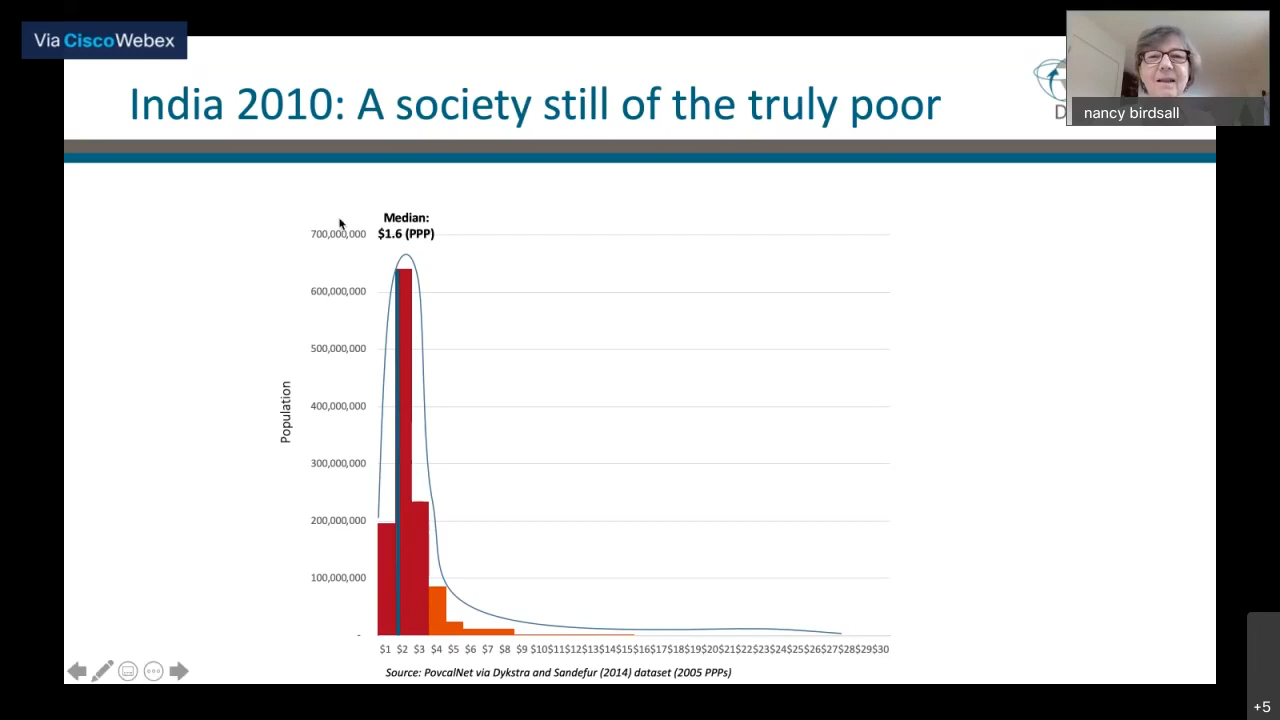 Via CiscoWebex
India 2010: A society still of the truly poor
D
nancy birdsall
Median:
$1.6 (PPP)
700,000,000
600,000,000
500,000,000
400,000,000
300,000,000
200,000,000
100,000,000
-
Population
$1 $2 $3 $4 $5 $6 $7 $8 $9 $10 $11 $12 $13 $14 $15 $16 $17 $18 $19 $20 $21 $22 $23 $24 $25 $26 $27 $28 $29 $30
Source: PovcalNet via Dykstra and Sandefur (2014) dataset (2005 PPPs)
+5